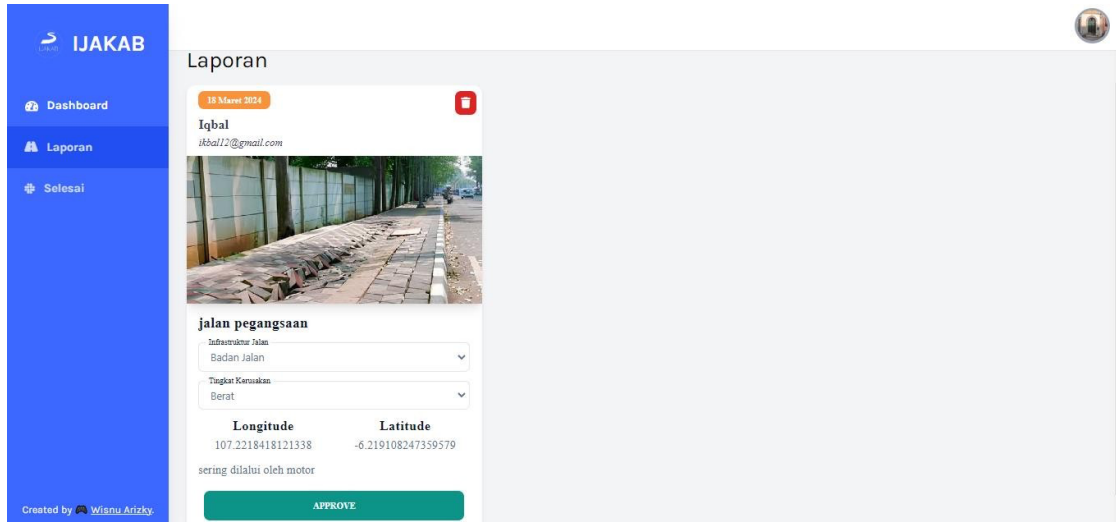 IJAKAB
Dashboard
Laporan
Selesai
Created by Wisnu Arizky.
Laporan
18 Maret 2024
Iqbal
ikbal12@gmail.com
jalan pegangsaan
Infrastruktur Jalan
Badan Jalan
Tingkat Kerusakan
Berat
Longitude Latitude
107.2218418121338 -6.219108247359579
sering dilalui oleh motor
APPROVE